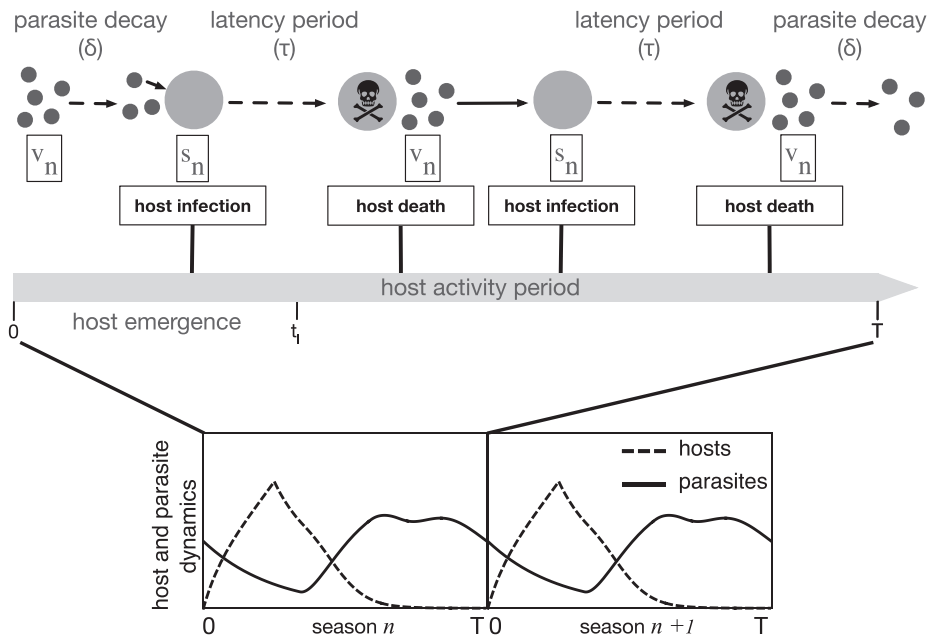 parasite decay
(δ)
latency period
(τ)
latency period
(τ)
parasite decay
(δ)
vn
sn
vn
sn
vn
host infection
host death
host infection
host death
host activity period
0
host emergence
tl
T
host and parasite
dynamics
hosts
parasites
0
season n
T
0
season n +1
T